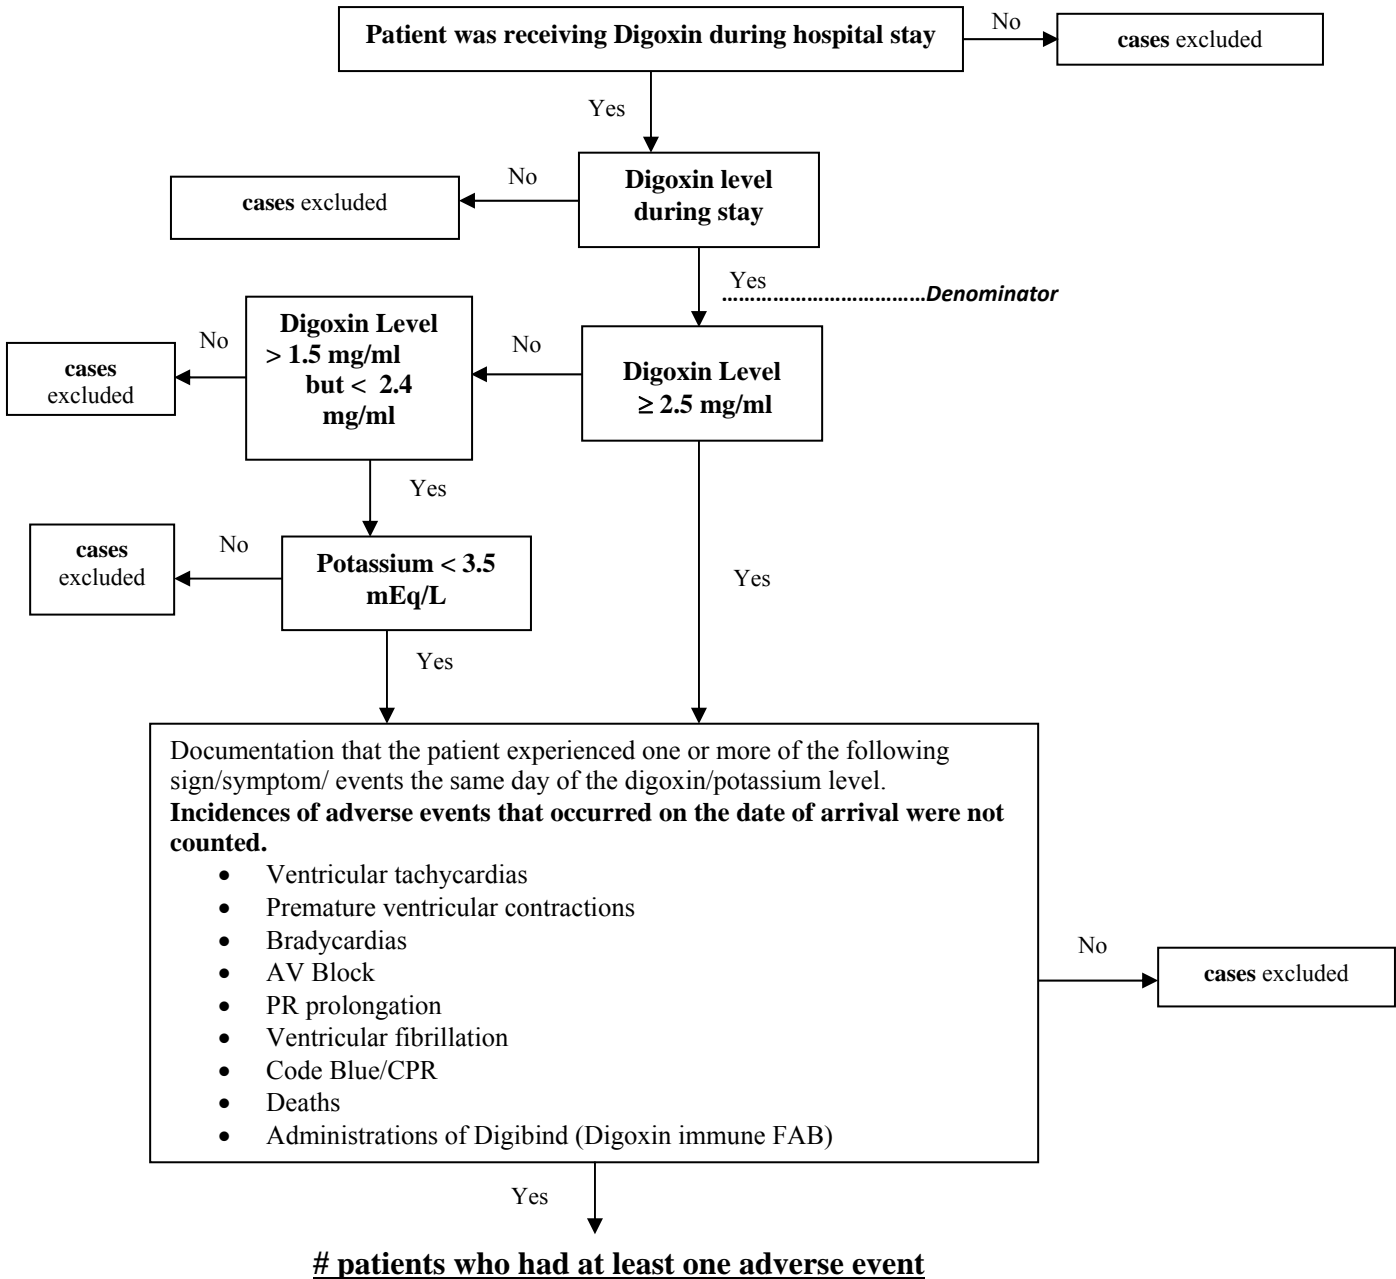 Patient was receiving Digoxin during hospital stay
No
cases excluded
Yes
Digoxin level
during stay
No
cases excluded
Yes
.......................................Denominator
Digoxin Level
≥ 2.5 mg/ml
No
Digoxin Level
> 1.5 mg/ml
but < 2.4
mg/ml
No
cases
excluded
Yes
Potassium < 3.5
mEq/L
No
cases
excluded
Yes
Yes
Documentation that the patient experienced one or more of the following
sign/symptom/ events the same day of the digoxin/potassium level.
Incidences of adverse events that occurred on the date of arrival were not
counted.
• Ventricular tachycardias
• Premature ventricular contractions
• Bradycardias
• AV Block
• PR prolongation
• Ventricular fibrillation
• Code Blue/CPR
• Deaths
• Administrations of Digibind (Digoxin immune FAB)
No
cases excluded
Yes
# patients who had at least one adverse event